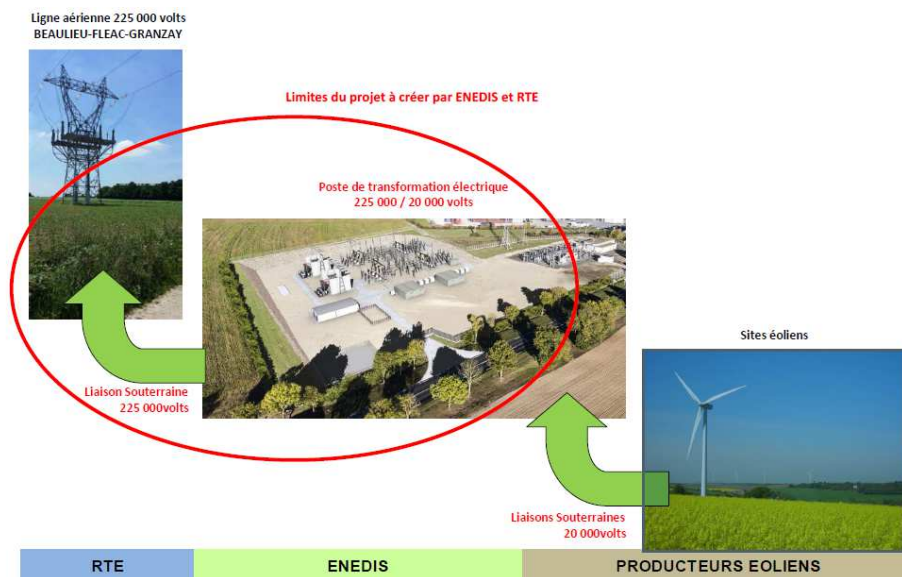 Ligne aérienne 225 000 volts
BEAULIEU-FLEAC-GRANZAY
Limites du projet à créer par ENEDIS et RTE
Poste de transformation électrique
225 000 / 20 000 volts
Sites éoliens
Liaison Souterraine
225 000volts
Liaisons Souterraines
20 000volts
RTE
ENEDIS
PRODUCTEURS EOLIENS